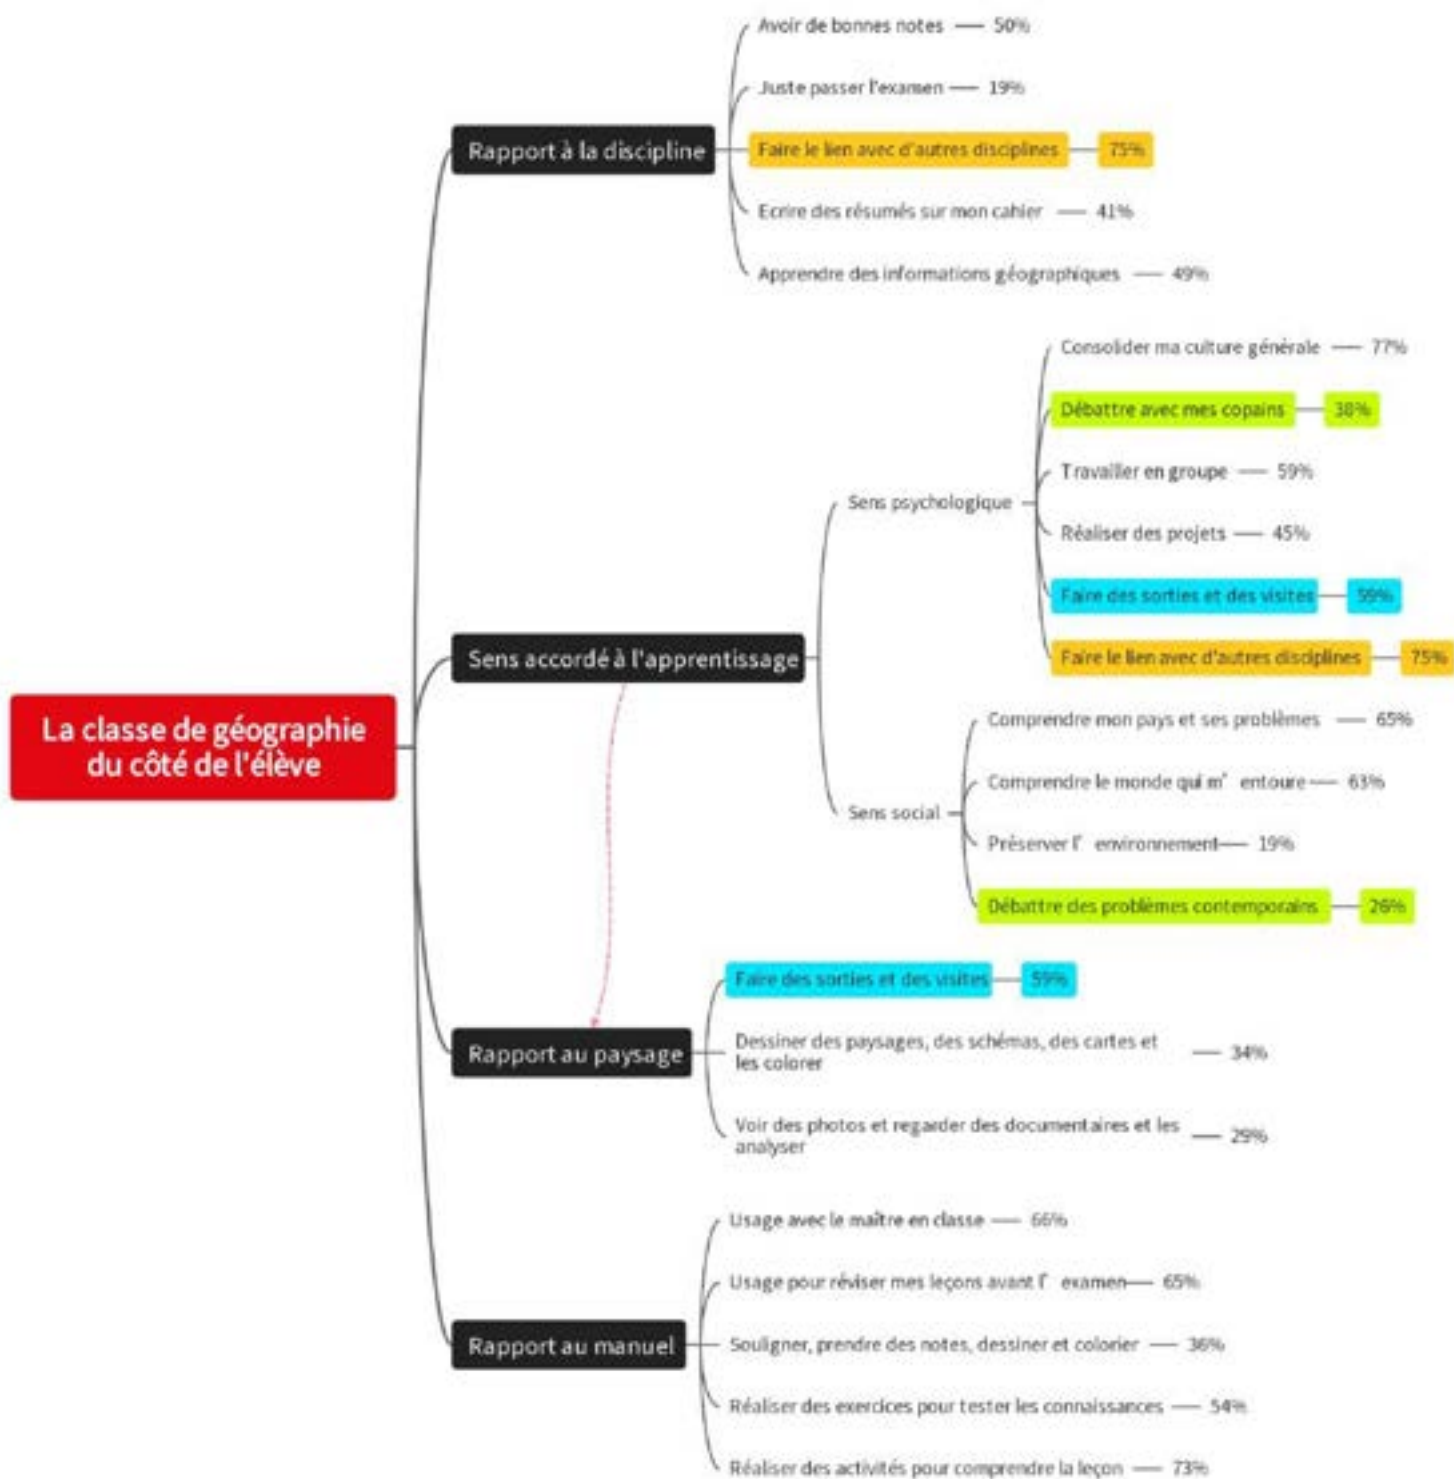 La classe de géographie
du côté de l'élève
Rapport à la discipline
Avoir de bonnes notes 50%
Juste passer l'examen 19%
Faire le lien avec d'autres disciplines 75%
Ecrire des résumés sur mon cahier 41%
Apprendre des informations géographiques 49%
Sens accordé à l'apprentissage
Sens psychologique
Consolider ma culture générale 77%
Débattre avec mes copains 38%
Travailler en groupe 59%
Réaliser des projets 45%
Faire des sorties et des visites 59%
Faire le lien avec d'autres disciplines 75%
Sens social
Comprendre mon pays et ses problèmes 65%
Comprendre le monde qui m' entoure 63%
Préserver l' environnement 19%
Débattre des problèmes contemporains 26%
Rapport au paysage
Faire des sorties et des visites 59%
Dessiner des paysages, des schémas, des cartes et
les colorer 34%
Voir des photos et regarder des documentaires et les
analyser 29%
Rapport au manuel
Usage avec le maître en classe 66%
Usage pour réviser mes leçons avant l' examen 65%
Souligner, prendre des notes, dessiner et colorier 36%
Réaliser des exercices pour tester les connaissances 54%
Réaliser des activités pour comprendre la leçon 73%